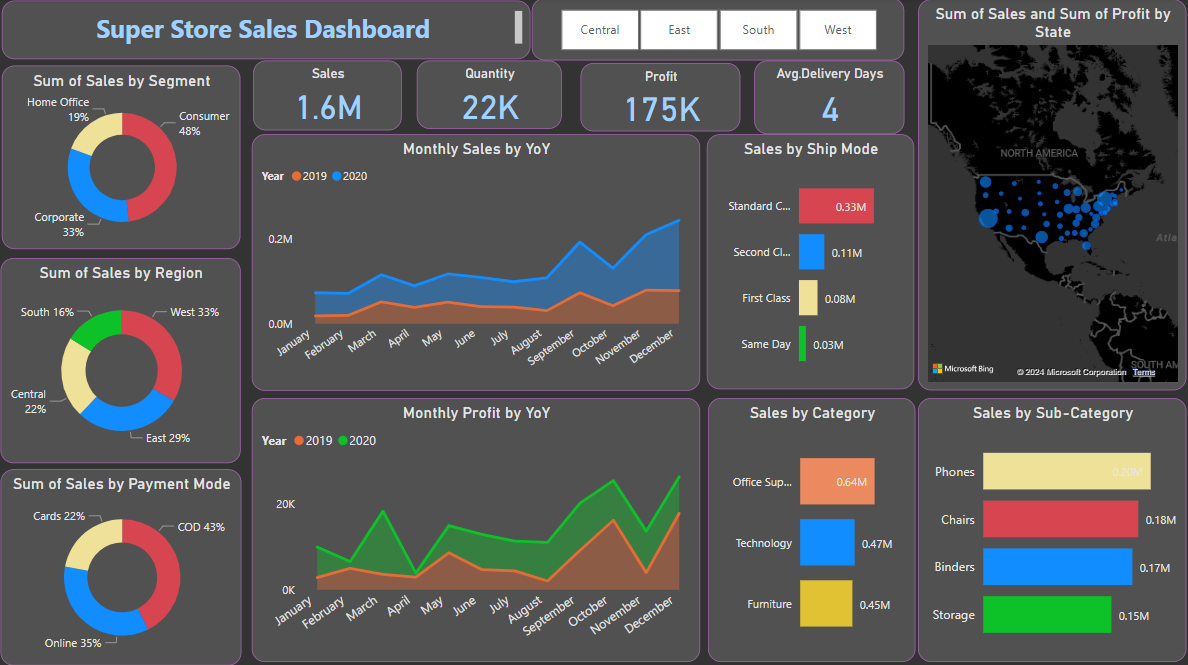 Super Store Sales Dashboard
Central
East
South
West
Sum of Sales and Sum of Profit by
State
NORTH AMERICA
Atla
SOUTH AM
Microsoft Bing
© 2024 Microsoft Corporation Terms
Sum of Sales by Segment
Home Office
19%
Consumer
48%
Corporate
33%
Sales
1.6M
Quantity
22K
Profit
175K
Avg.Delivery Days
4
Monthly Sales by YoY
Year 2019 2020
0.2M
0.0M
January
February
March
April
May
June
July
August
September
October
November
December
Sales by Ship Mode
Standard C... 0.33M
Second Cl... 0.11M
First Class 0.08M
Same Day 0.03M
Sum of Sales by Region
South 16%
West 33%
Central
22%
East 29%
Monthly Profit by YoY
Year 2019 2020
20K
0K
January
February
March
April
May
June
July
August
September
October
November
December
Sales by Category
Office Sup... 0.64M
Technology 0.47M
Furniture 0.45M
Sales by Sub-Category
Phones 0.20M
Chairs 0.18M
Binders 0.17M
Storage 0.15M
Sum of Sales by Payment Mode
Cards 22%
COD 43%
Online 35%